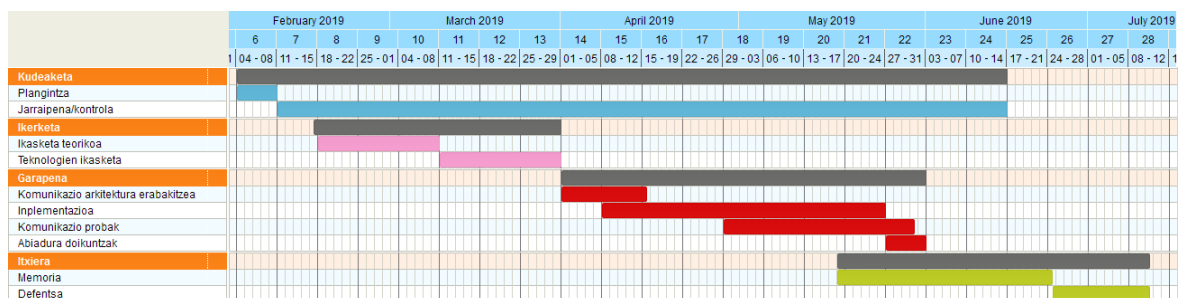 February 2019 March 2019 April 2019 May 2019 June 2019 July 2019
6 7 8 9 10 11 12 13 14 15 16 17 18 19 20 21 22 23 24 25 26 27 28
1 04 - 08 11 - 15 18 - 22 25 - 01 04 - 08 11 - 15 18 - 22 25 - 29 01 - 05 08 - 12 15 - 19 22 - 26 29 - 03 06 - 10 13 - 17 20 - 24 27 - 31 03 - 07 10 - 14 17 - 21 24 - 28 01 - 05 08 - 12 1
Kudeaketa
Plangintza
Jarraipena/kontrola
Ikerketa
Ikasketa teorikoa
Teknologien ikasketa
Garapena
Komunikazio arkitektura erabakitzea
Inplementazioa
Komunikazio probak
Abiadura doikuntzak
Itxiera
Memoria
Defentsa